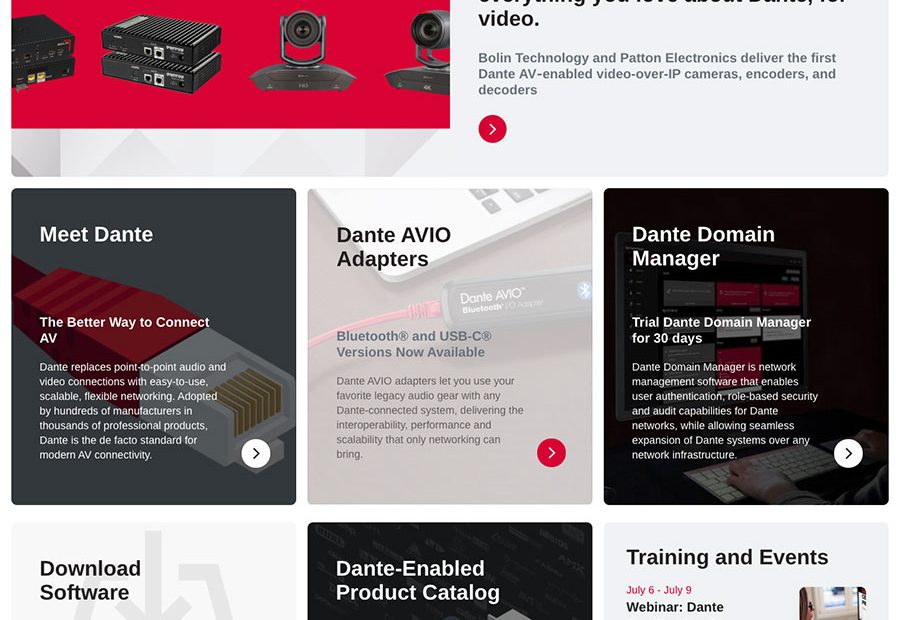 everything you love about Dante, for
video.
Bolin Technology and Patton Electronics deliver the first
Dante AV-enabled video-over-IP cameras, encoders, and
decoders
Meet Dante
The Better Way to Connect
AV
Dante replaces point-to-point audio and
video connections with easy-to-use,
scalable, flexible networking. Adopted
by hundreds of manufacturers in
thousands of professional products,
Dante is the de facto standard for
modern AV connectivity.
Dante AVIO
Adapters
Dante AVIO™
Bluetooth® I/O Adapter
Bluetooth® and USB-C®
Versions Now Available
Dante AVIO adapters let you use your
favorite legacy audio gear with any
Dante-connected system, delivering the
interoperability, performance and
scalability that only networking can
bring.
Dante Domain
Manager
Trial Dante Domain Manager
for 30 days
Dante Domain Manager is network
management software that enables
user authentication, role-based security
and audit capabilities for Dante
networks, while allowing seamless
expansion of Dante systems over any
network infrastructure.
Download
Software
Dante-Enabled
Product Catalog
Training and Events
July 6 - July 9
Webinar: Dante